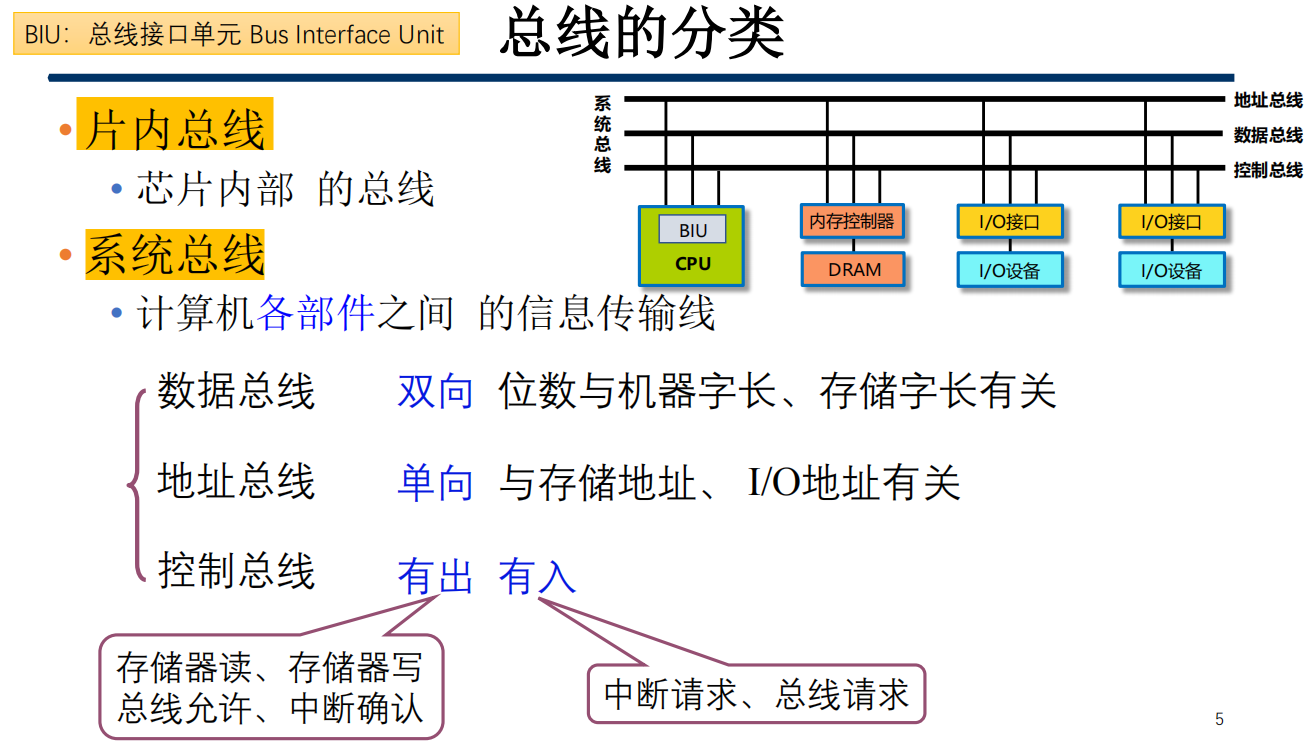 BIU：总线接口单元 Bus Interface Unit
总的分类
片内总线
芯片内部 的总线
系统总线
计算机各部件之间 的信息传输线
系统总线
地址总线
数据总线
控制总线
BIU
CPU
内存控制器
DRAM
I/O接口
I/O设备
I/O接口
I/O设备
数据总线 双向 位数与机器字长、存储字长有关
地址总线 单向 与存储地址、 I/O地址有关
控制总线 有出 有入
存储器读、存储器写
总线允许、中断确认
中断请求、总线请求
5